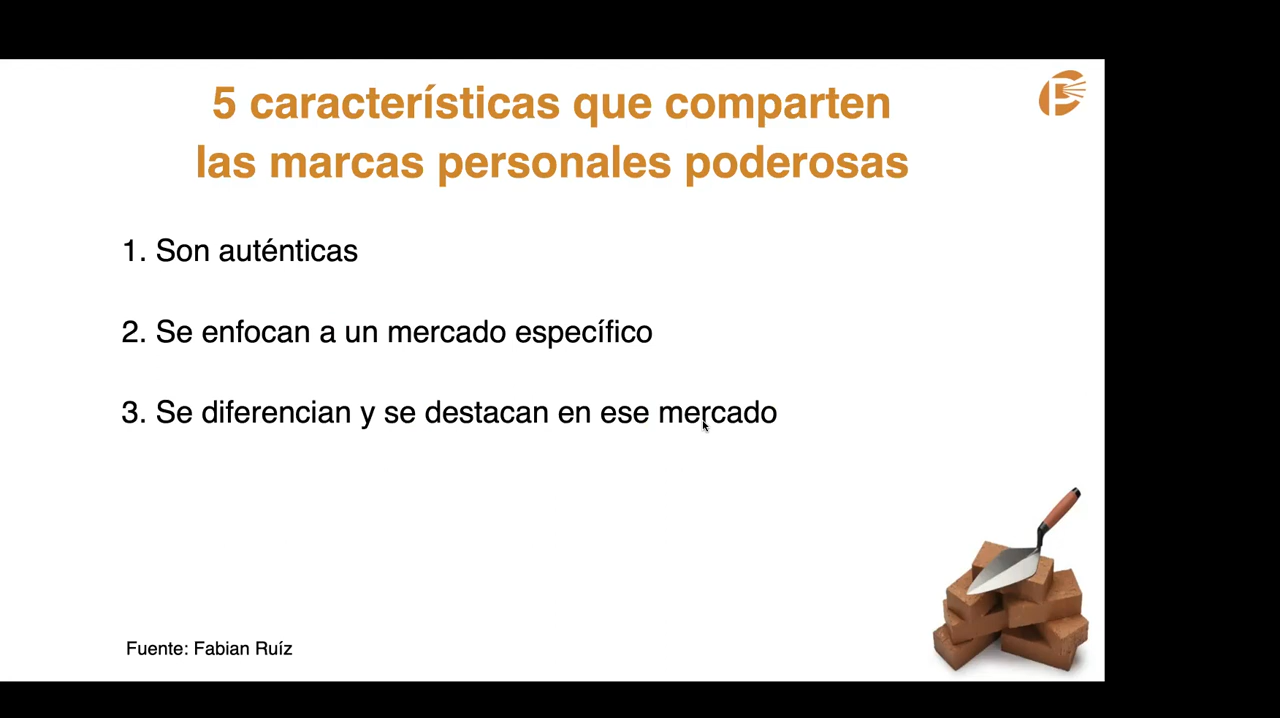 5 características que comparten
las marcas personales poderosas
1. Son auténticas
2. Se enfocan a un mercado específico
3. Se diferencian y se destacan en ese mercado
Fuente: Fabian Ruíz